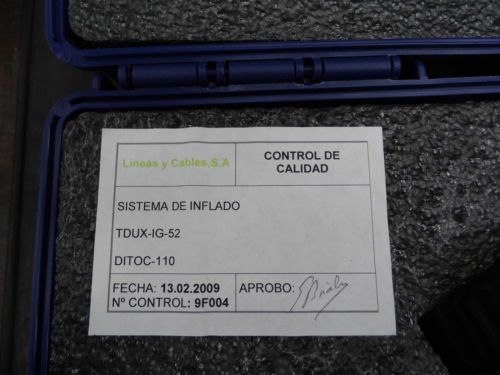 Lineas y Cables,S.A
CONTROL DE
CALIDAD
SISTEMA DE INFLADO
TDUX-IG-52
DITOC-110
FECHA: 13.02.2009
Nº CONTROL: 9F004
APROBO: